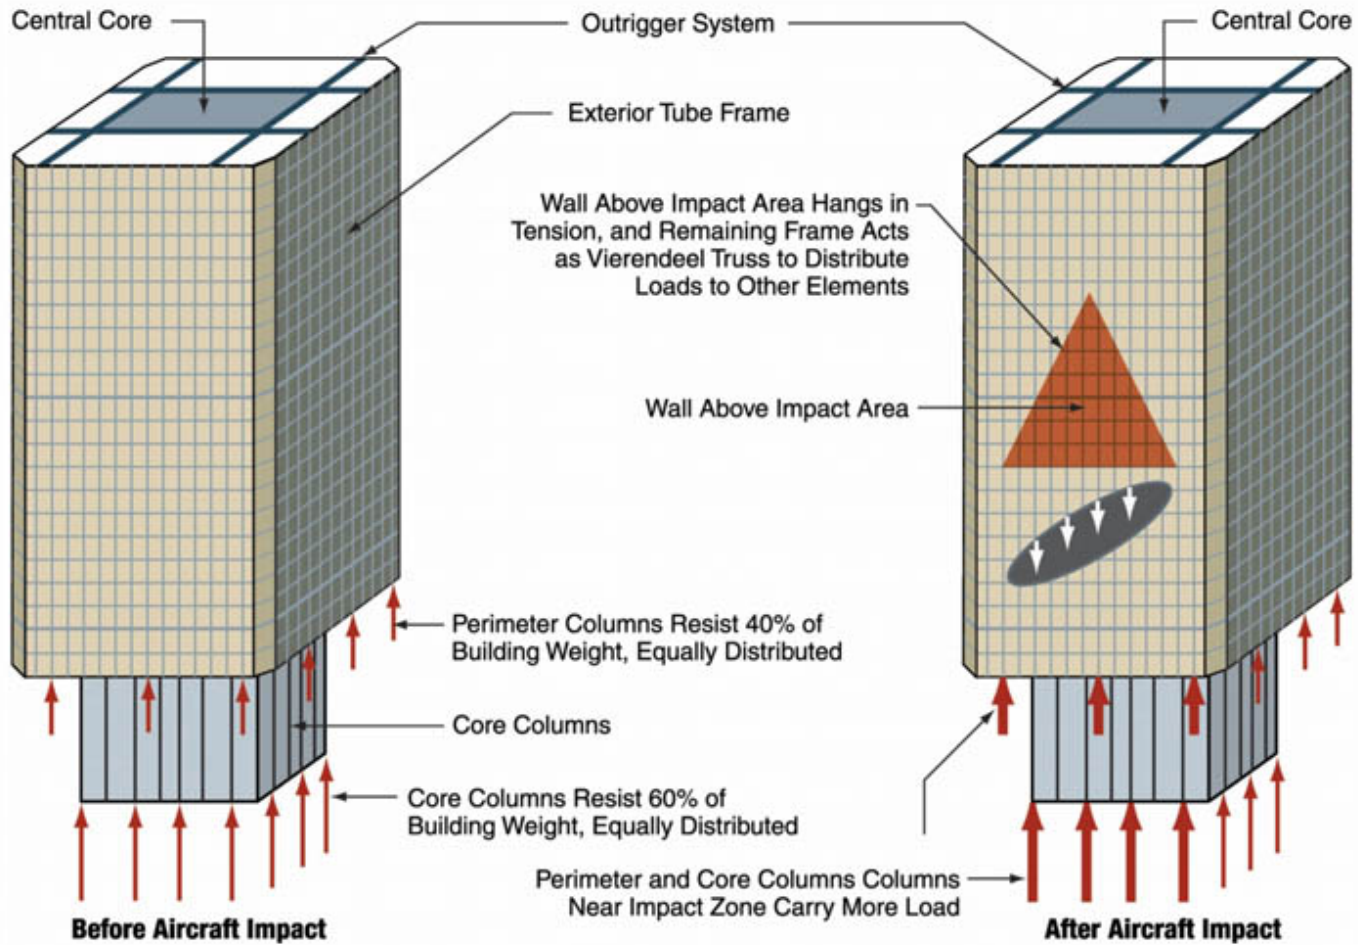 Central Core
Outrigger System
Central Core
Exterior Tube Frame
Wall Above Impact Area Hangs in
Tension, and Remaining Frame Acts
as Vierendeel Truss to Distribute
Loads to Other Elements
Wall Above Impact Area
Perimeter Columns Resist 40% of
Building Weight, Equally Distributed
Core Columns
Core Columns Resist 60% of
Building Weight, Equally Distributed
Perimeter and Core Columns Columns
Near Impact Zone Carry More Load
Before Aircraft Impact
After Aircraft Impact